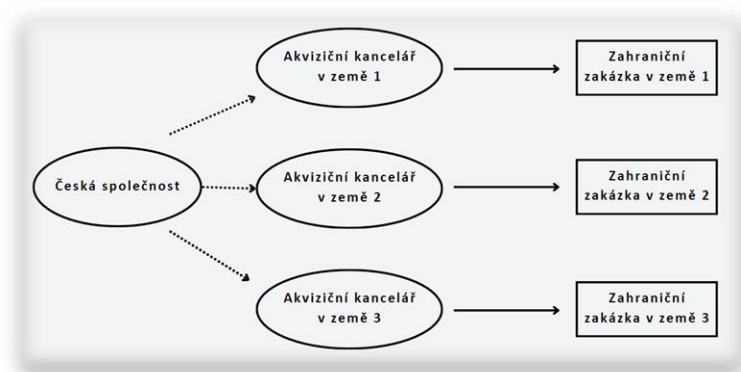 Akviziční kancelář
v země 1
Zahraniční
zakázka v země 1
Česká společnost
Akviziční kancelář
v země 2
Zahraniční
zakázka v země 2
Akviziční kancelář
v země 3
Zahraniční
zakázka v země 3